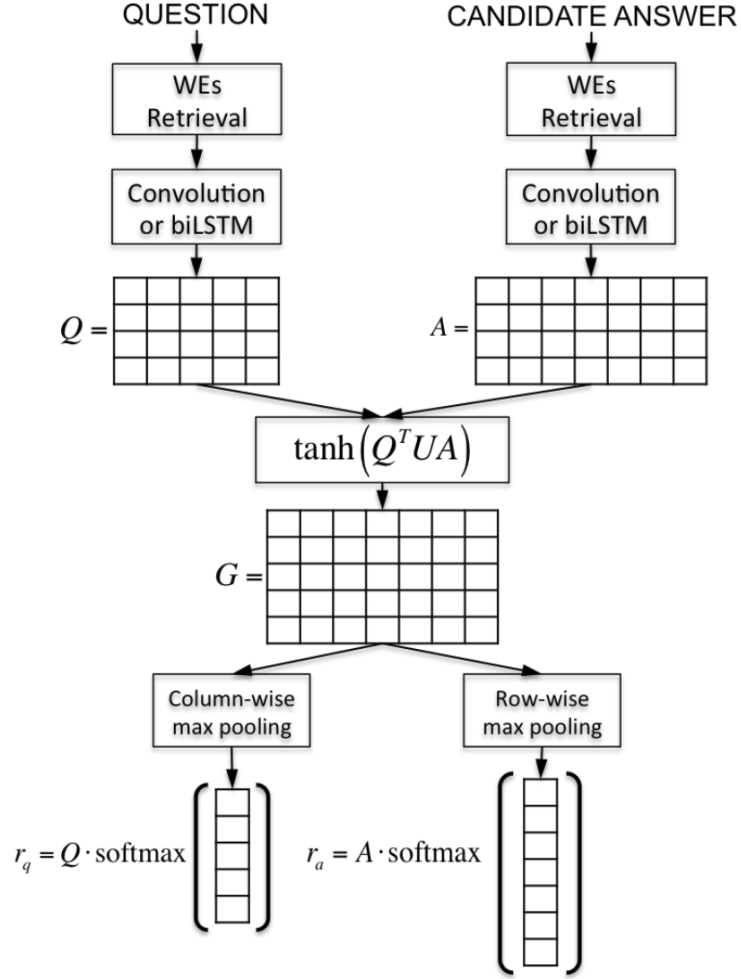 QUESTION
CANDIDATE ANSWER
WEs
Retrieval
WEs
Retrieval
Convolution
or biLSTM
Convolution
or biLSTM
Q =
A =
tanh(Q^T UA)
G =
Column-wise
max pooling
Row-wise
max pooling
r_q = Q · softmax
r_a = A · softmax